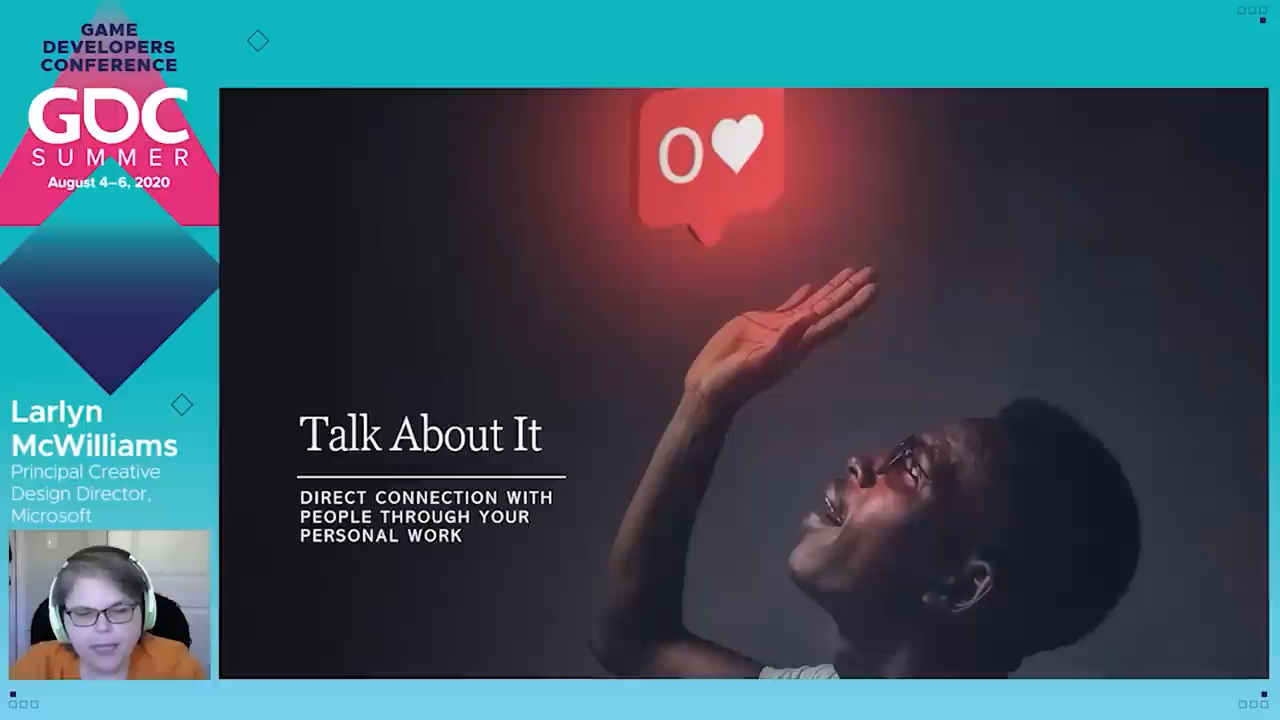 GAME
DEVELOPERS
CONFERENCE
GDC
SUMMER
August 4–6, 2020
Larlyn
McWilliams
Principal Creative
Design Director,
Microsoft
0
Talk About It
DIRECT CONNECTION WITH
PEOPLE THROUGH YOUR
PERSONAL WORK